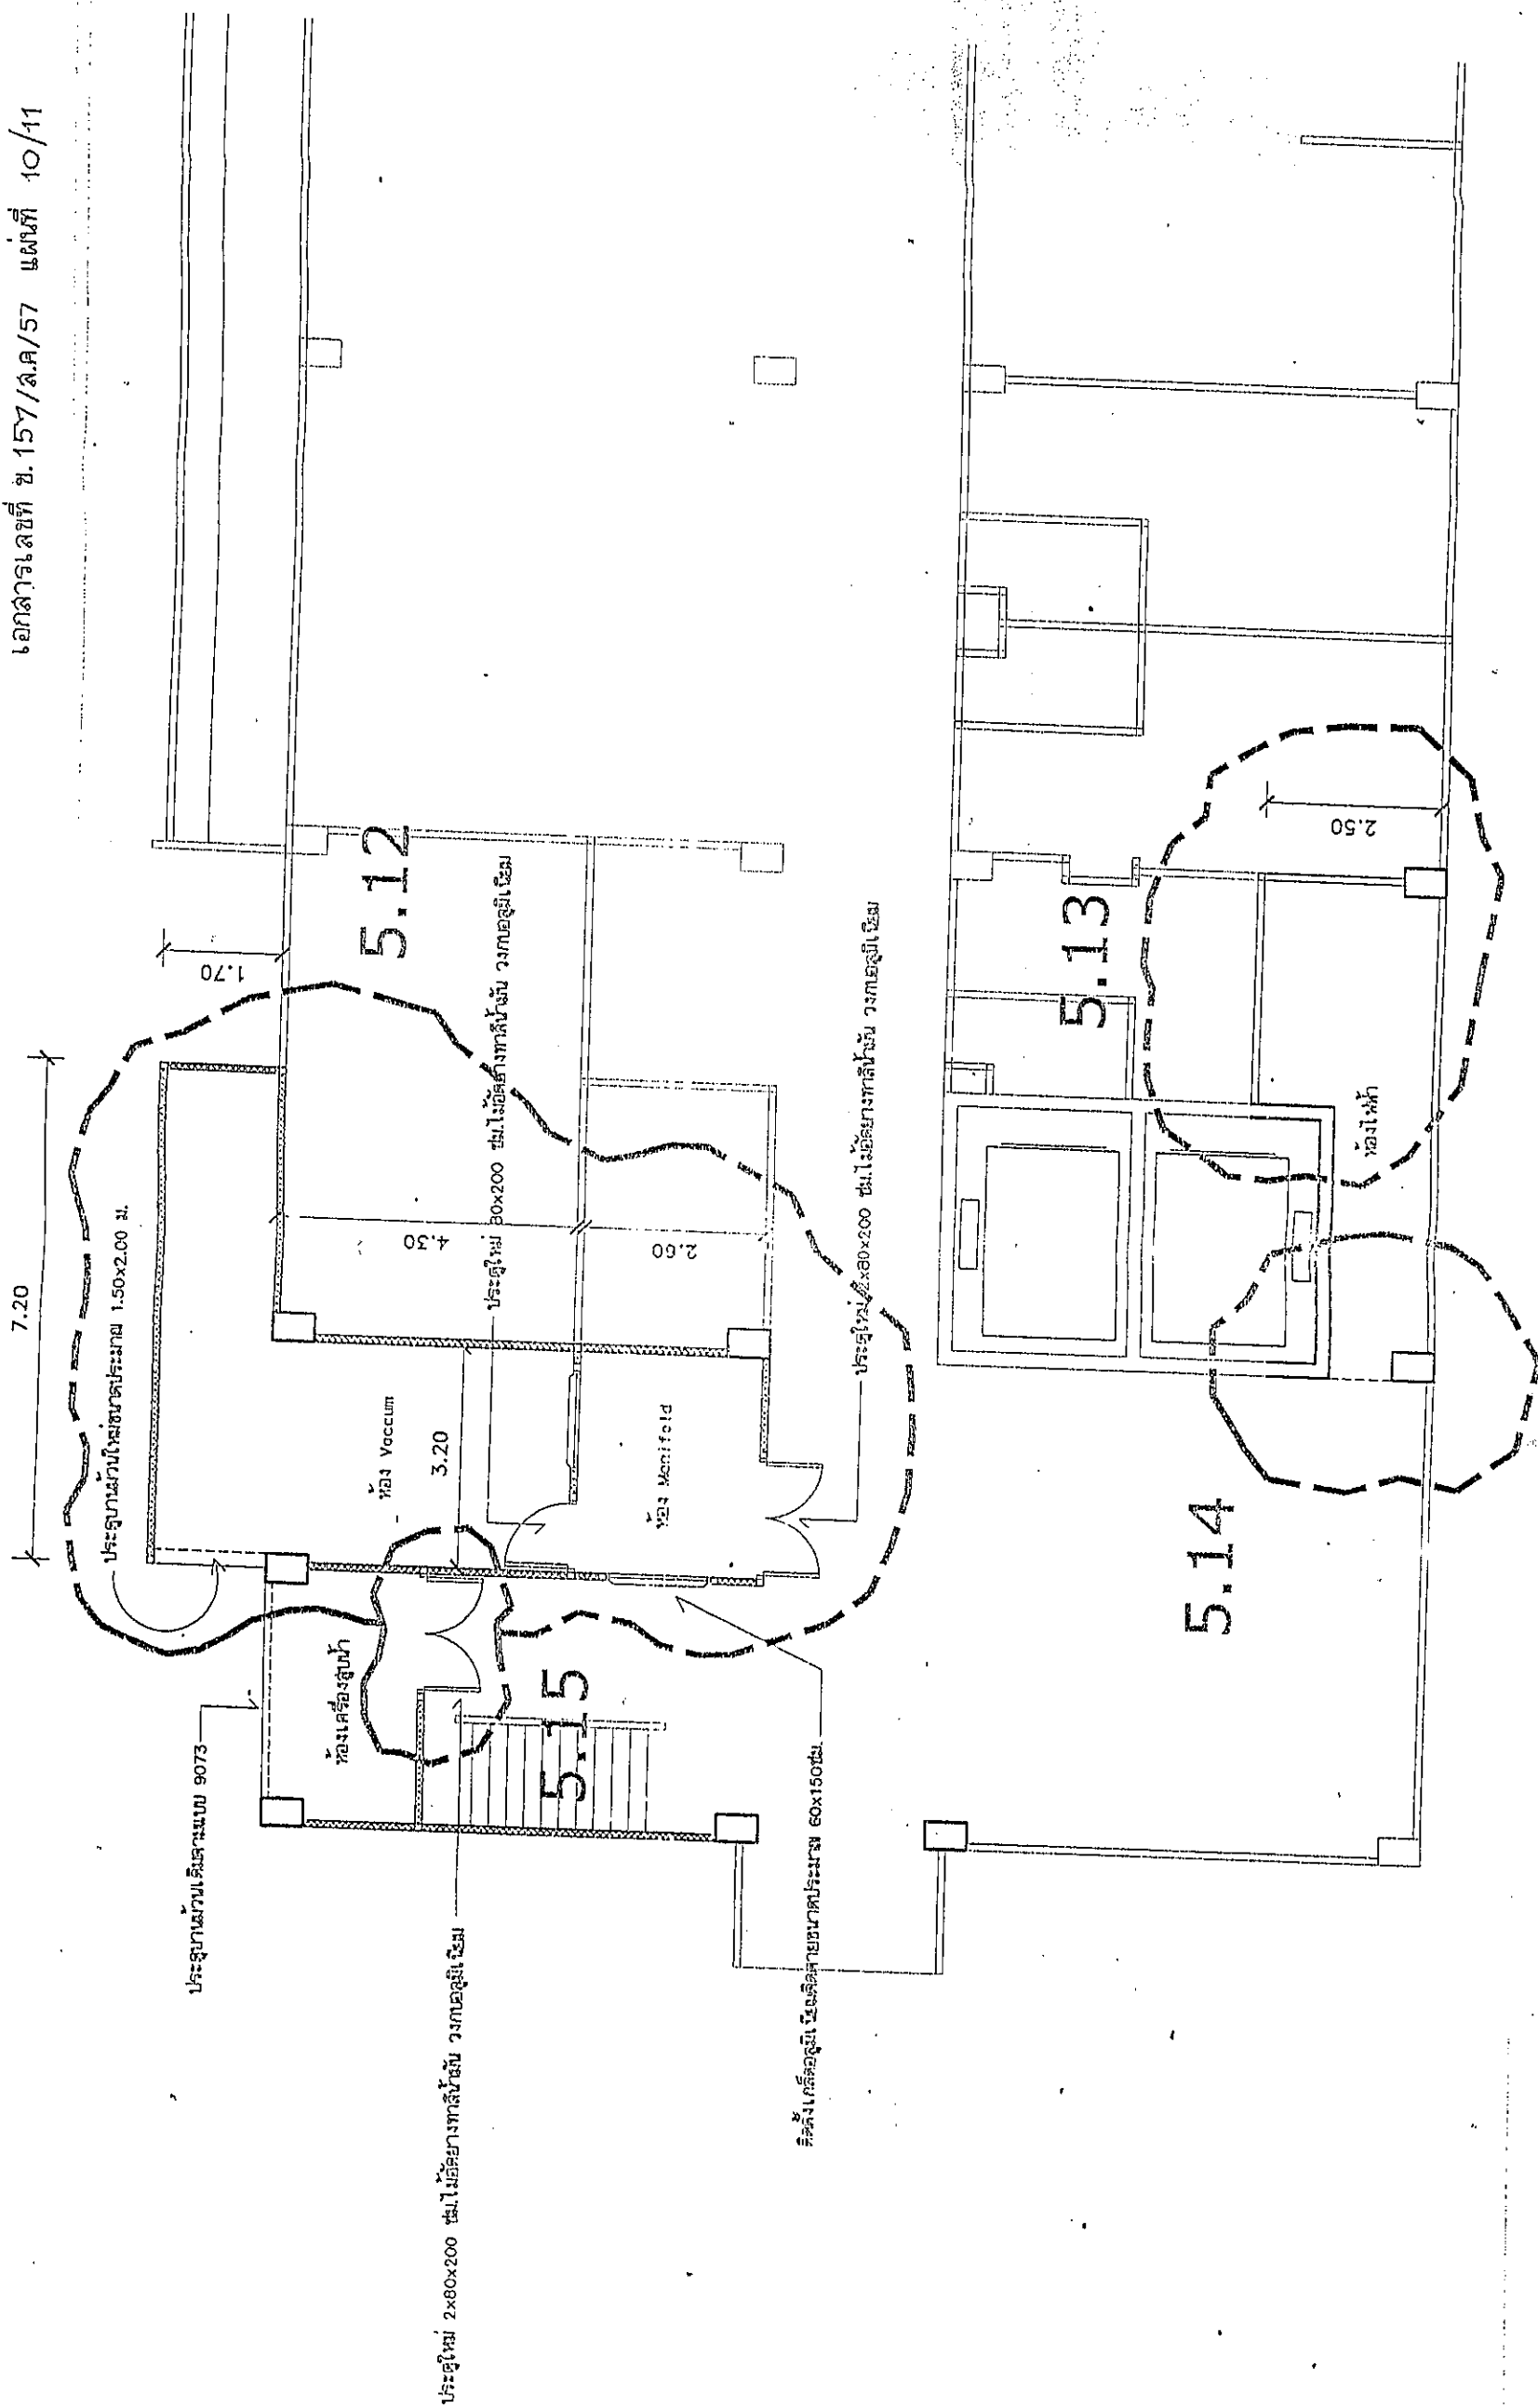 เอกสารเลขที่ ข.157/ส.ค/57 แผ่นที่ 10/11
7.20
ประตูบานม้วนใหม่ขนาดประมาณ 1.50x2.00 ม.
1.70
ประตูบานม้วนเดิมตามแบบ 9073
ห้องเครื่องสูบน้ำ
ห้อง Vaccum
3.20
4.30
5.12
ประตูใหม่ 80x200 ซม.ไม้อัดยางทาสีน้ำมัน วงกบอลูมิเนียม
ประตูใหม่ 2x80x200 ซม.ไม้อัดยางทาสีน้ำมัน วงกบอลูมิเนียม
5.15
ห้อง Manifold
2.60
ติดตั้งเกล็ดอลูมิเนียมติดตายขนาดประมาณ 60x150ซม.
ประตูใหม่ 2x80x200 ซม.ไม้อัดยางทาสีน้ำมัน วงกบอลูมิเนียม
5.13
5.14
2.50
ห้องไฟฟ้า